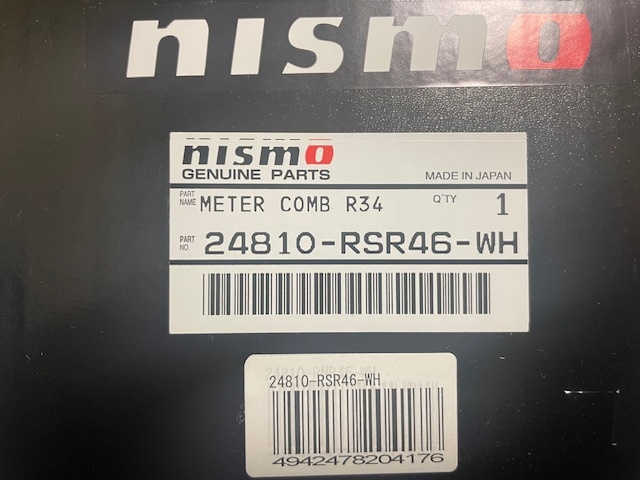 nismo
nismo
GENUINE PARTS
MADE IN JAPAN
PART NAME METER COMB R34 Q'TY 1
PART NO. 24810-RSR46-WH
24810-RSR46-WH
4942478204176